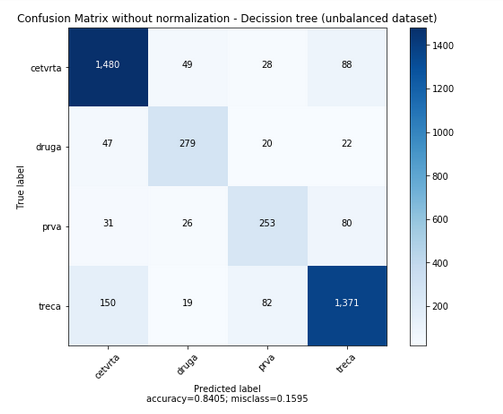 Confusion Matrix without normalization - Decission tree (unbalanced dataset)
cetvrta 1,480 49 28 88
druga 47 279 20 22
prva 31 26 253 80
treca 150 19 82 1,371
cetvrta druga prva treca
True label
Predicted label
accuracy=0.8405; misclass=0.1595
1400
1200
1000
800
600
400
200